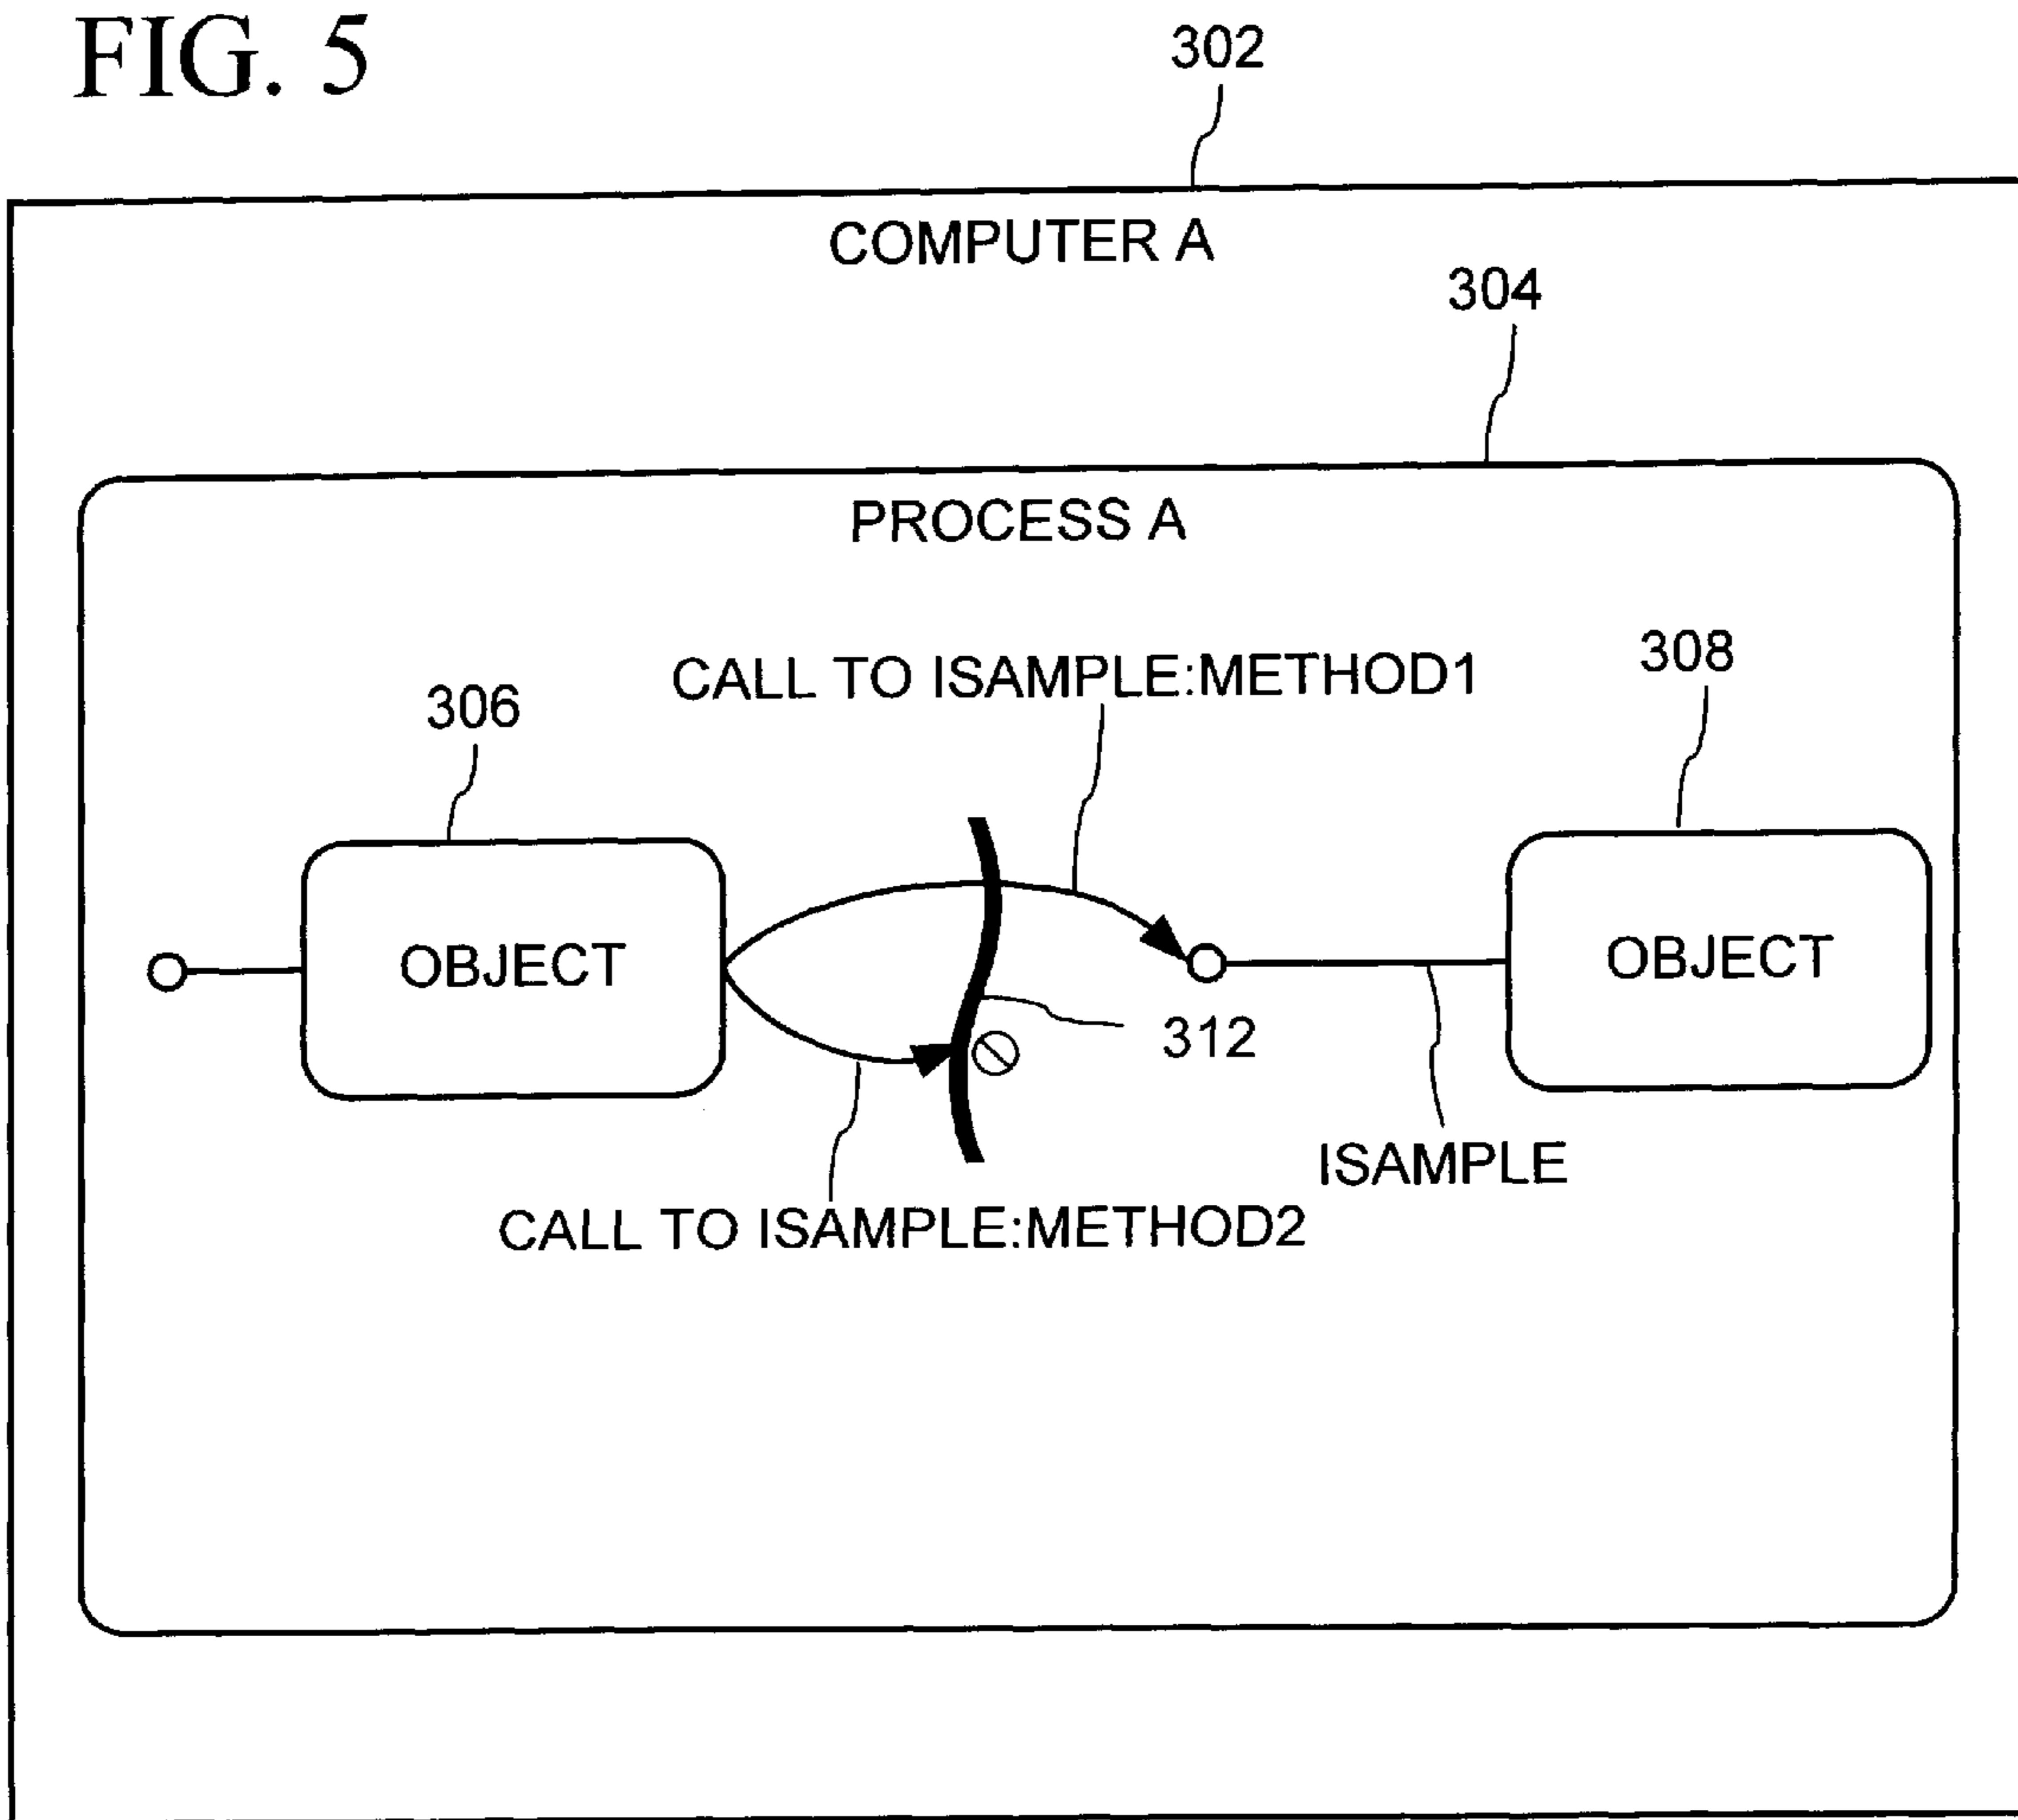 FIG. 5
302
COMPUTER A
304
PROCESS A
CALL TO ISAMPLE:METHOD1
308
306
OBJECT
OBJECT
312
ISAMPLE
CALL TO ISAMPLE:METHOD2